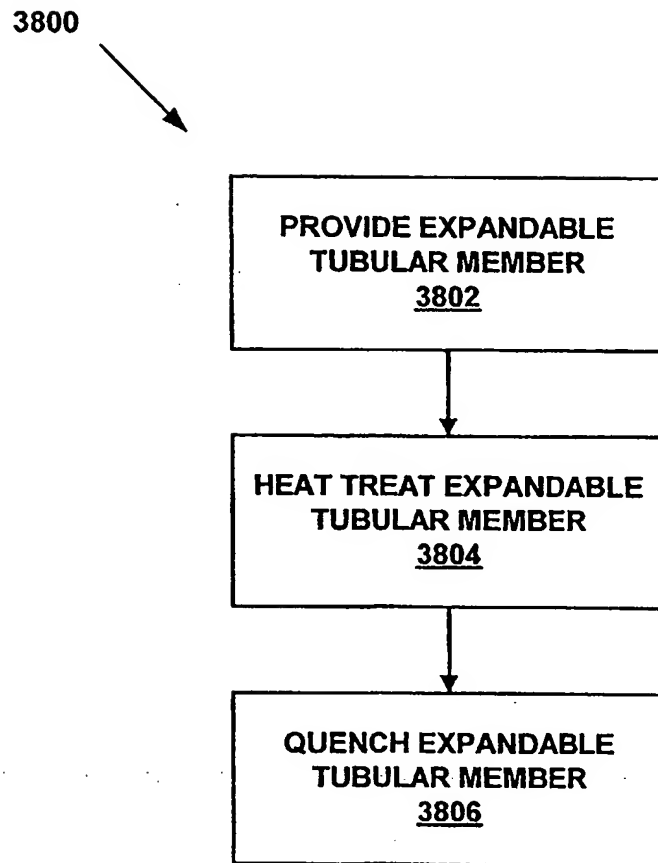 3800
PROVIDE EXPANDABLE
TUBULAR MEMBER
3802
HEAT TREAT EXPANDABLE
TUBULAR MEMBER
3804
QUENCH EXPANDABLE
TUBULAR MEMBER
3806